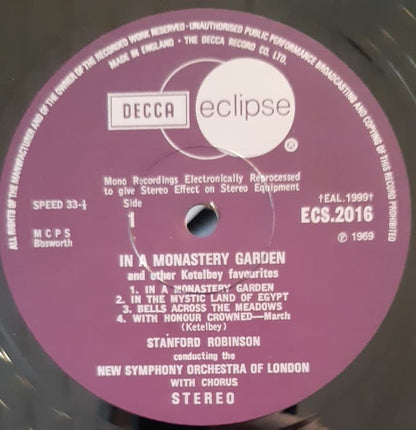 ALL RIGHTS OF THE MANUFACTURER AND OF THE OWNER OF THE RECORDED WORK RESERVED · UNAUTHORISED PUBLIC PERFORMANCE BROADCASTING AND COPYING OF THIS RECORD PROHIBITED
MADE IN ENGLAND · THE DECCA RECORD CO. LTD.
DECCA eclipse
®
Mono Recordings Electronically Reprocessed
to give Stereo Effect on Stereo Equipment
SPEED 33-⅓
Side
1
†EAL.1999†
ECS.2016
M C P S
Bosworth
℗ 1969
IN A MONASTERY GARDEN
and other Ketelbey favourites
1. IN A MONASTERY GARDEN
2. IN THE MYSTIC LAND OF EGYPT
3. BELLS ACROSS THE MEADOWS
4. WITH HONOUR CROWNED—March
(Ketelbey)
STANFORD ROBINSON
conducting the
NEW SYMPHONY ORCHESTRA OF LONDON
WITH CHORUS
STEREO